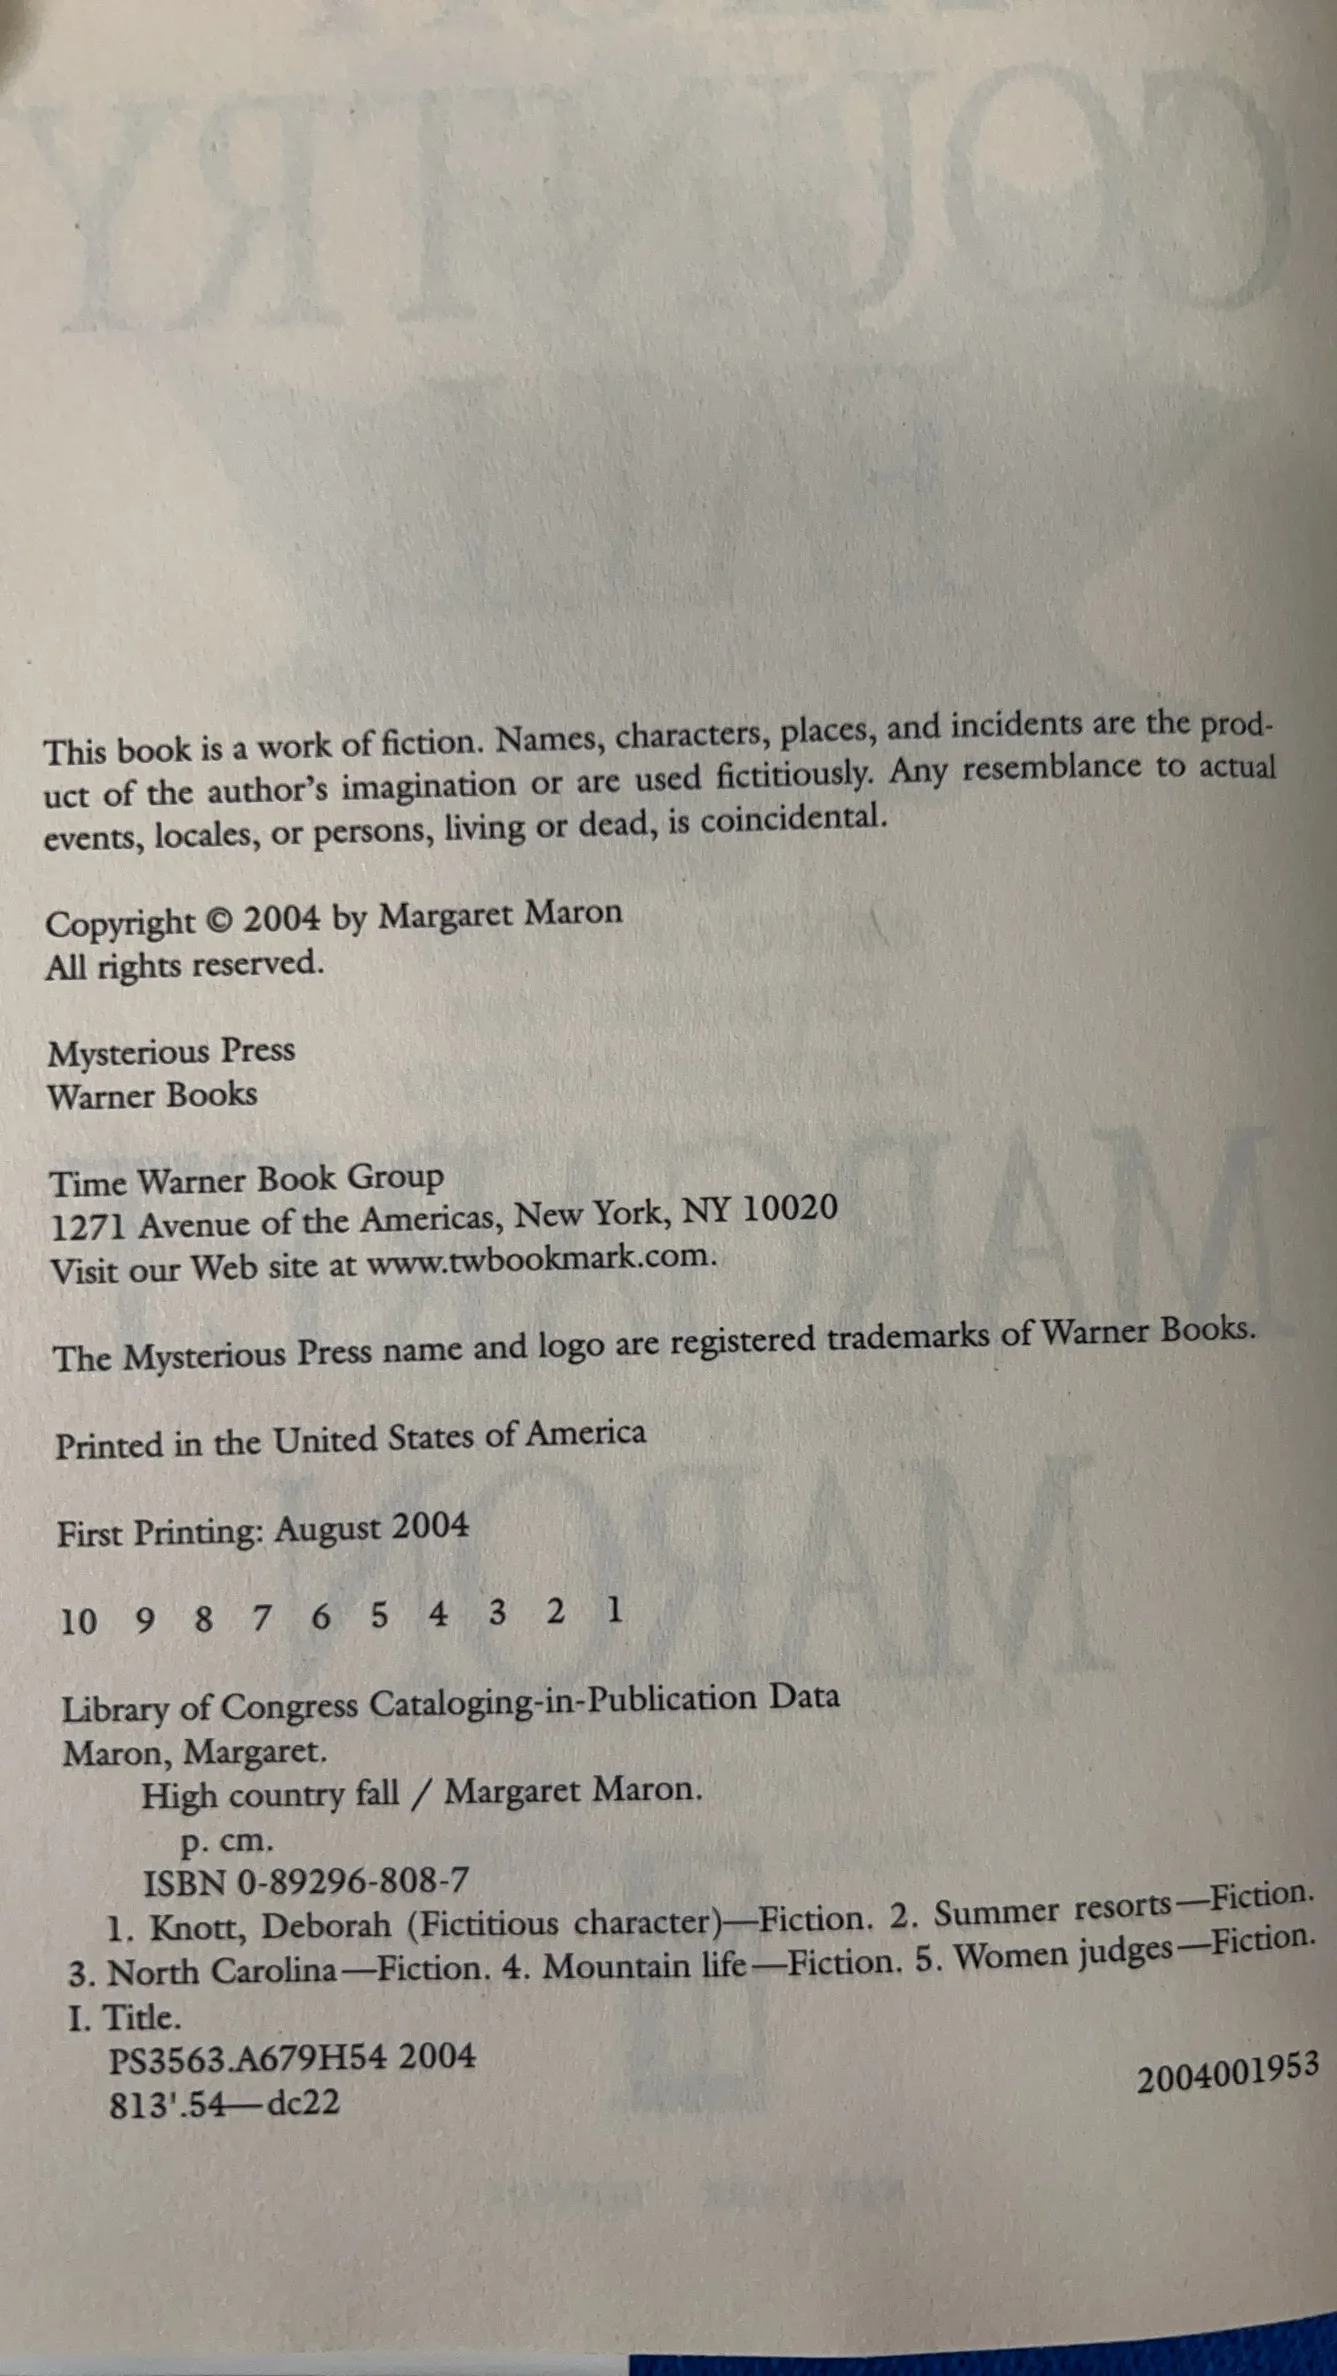 This book is a work of fiction. Names, characters, places, and incidents are the prod-
uct of the author's imagination or are used fictitiously. Any resemblance to actual
events, locales, or persons, living or dead, is coincidental.
Copyright © 2004 by Margaret Maron
All rights reserved.
Mysterious Press
Warner Books
Time Warner Book Group
1271 Avenue of the Americas, New York, NY 10020
Visit our Web site at www.twbookmark.com.
The Mysterious Press name and logo are registered trademarks of Warner Books.
Printed in the United States of America
First Printing: August 2004
10 9 8 7 6 5 4 3 2 1
Library of Congress Cataloging-in-Publication Data
Maron, Margaret.
High country fall / Margaret Maron.
p. cm.
ISBN 0-89296-808-7
1. Knott, Deborah (Fictitious character)—Fiction. 2. Summer resorts—Fiction.
3. North Carolina—Fiction. 4. Mountain life—Fiction. 5. Women judges—Fiction.
I. Title.
PS3563.A679H54 2004
813'.54—dc22
2004001953